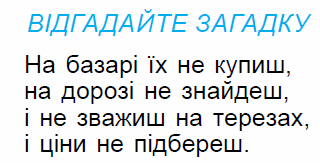 ВІДГАДАЙТЕ ЗАГАДКУ
На базарі їх не купиш,
на дорозі не знайдеш,
і не зважиш на терезах,
і ціни не підбереш.